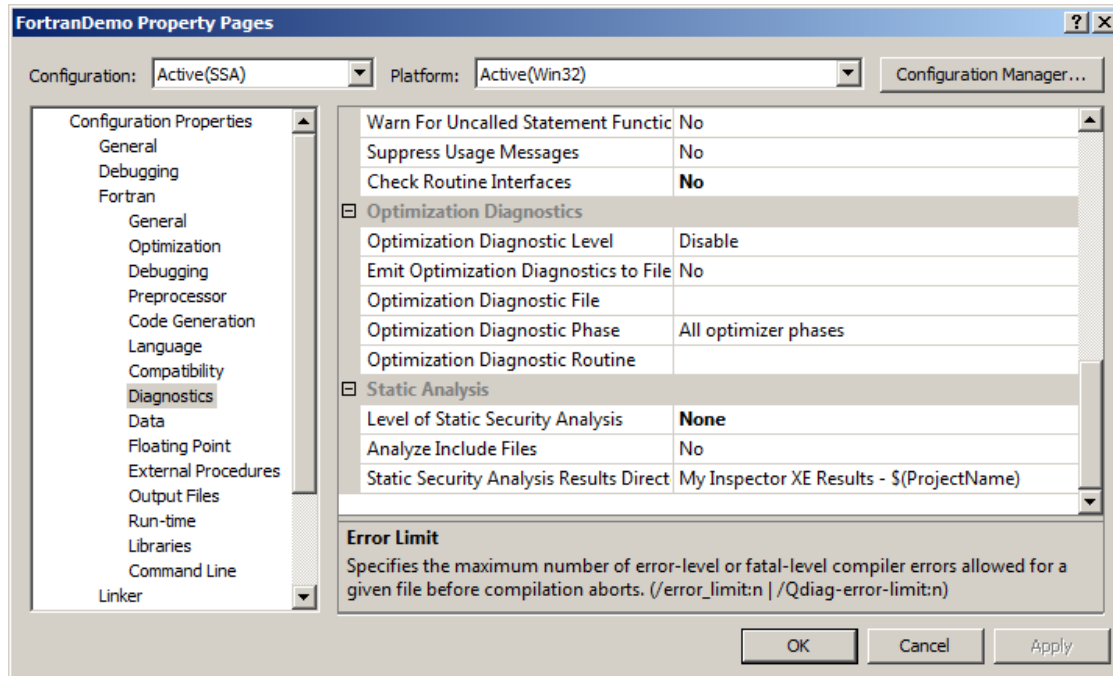 FortranDemo Property Pages
Configuration: Active(SSA) Platform: Active(Win32) Configuration Manager...
Configuration Properties
General
Debugging
Fortran
General
Optimization
Debugging
Preprocessor
Code Generation
Language
Compatibility
Diagnostics
Data
Floating Point
External Procedures
Output Files
Run-time
Libraries
Command Line
Linker
Warn For Uncalled Statement Functic No
Suppress Usage Messages No
Check Routine Interfaces No
Optimization Diagnostics
Optimization Diagnostic Level Disable
Emit Optimization Diagnostics to File No
Optimization Diagnostic File
Optimization Diagnostic Phase All optimizer phases
Optimization Diagnostic Routine
Static Analysis
Level of Static Security Analysis None
Analyze Include Files No
Static Security Analysis Results Direct My Inspector XE Results - $(ProjectName)
Error Limit
Specifies the maximum number of error-level or fatal-level compiler errors allowed for a
given file before compilation aborts. (/error_limit:n | /Qdiag-error-limit:n)
OK Cancel Apply